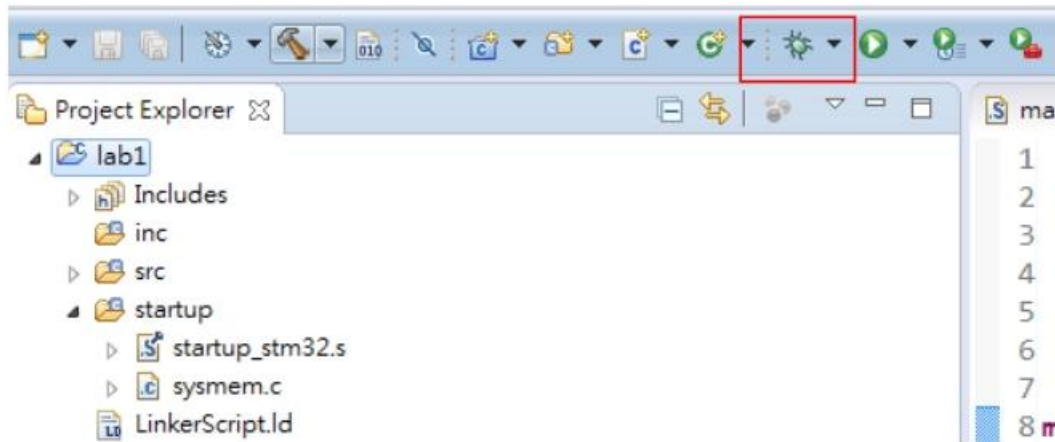 010
Project Explorer
ma
lab1
Includes
inc
src
startup
startup_stm32.s
sysmem.c
LinkerScript.ld
1
2
3
4
5
6
7
8 m